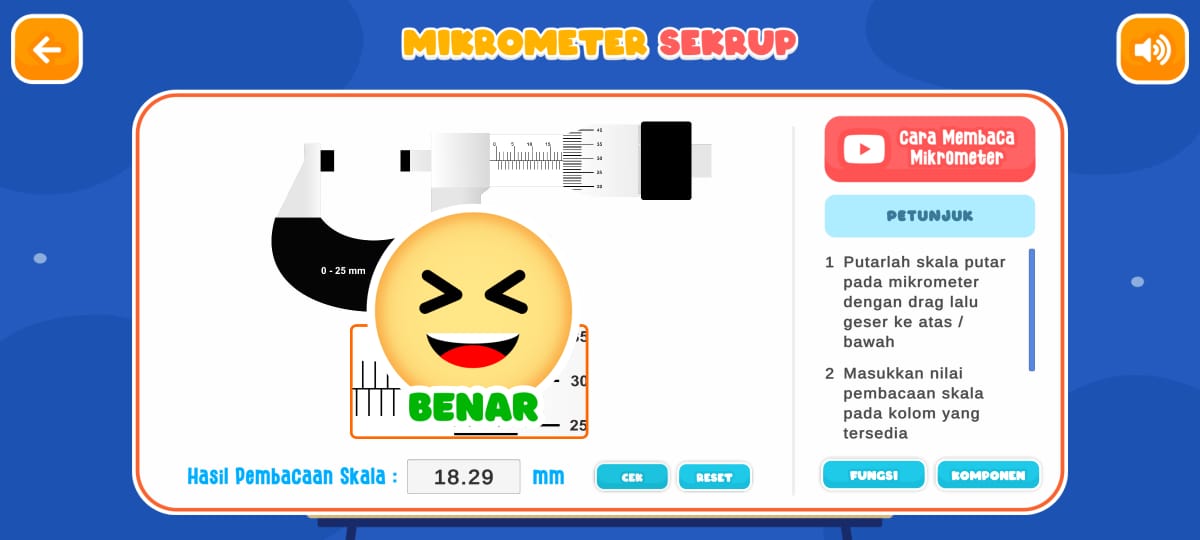 MIKROMETER SEKRUP
0 5 10 15
45
35
30
25
20
0 - 25 mm
30
25
BENAR
Hasil Pembacaan Skala : 18.29 mm
CEK
RESET
Cara Membaca
Mikrometer
PETUNJUK
1 Putarlah skala putar
pada mikrometer
dengan drag lalu
geser ke atas /
bawah
2 Masukkan nilai
pembacaan skala
pada kolom yang
tersedia
FUNGSI
KOMPONEN